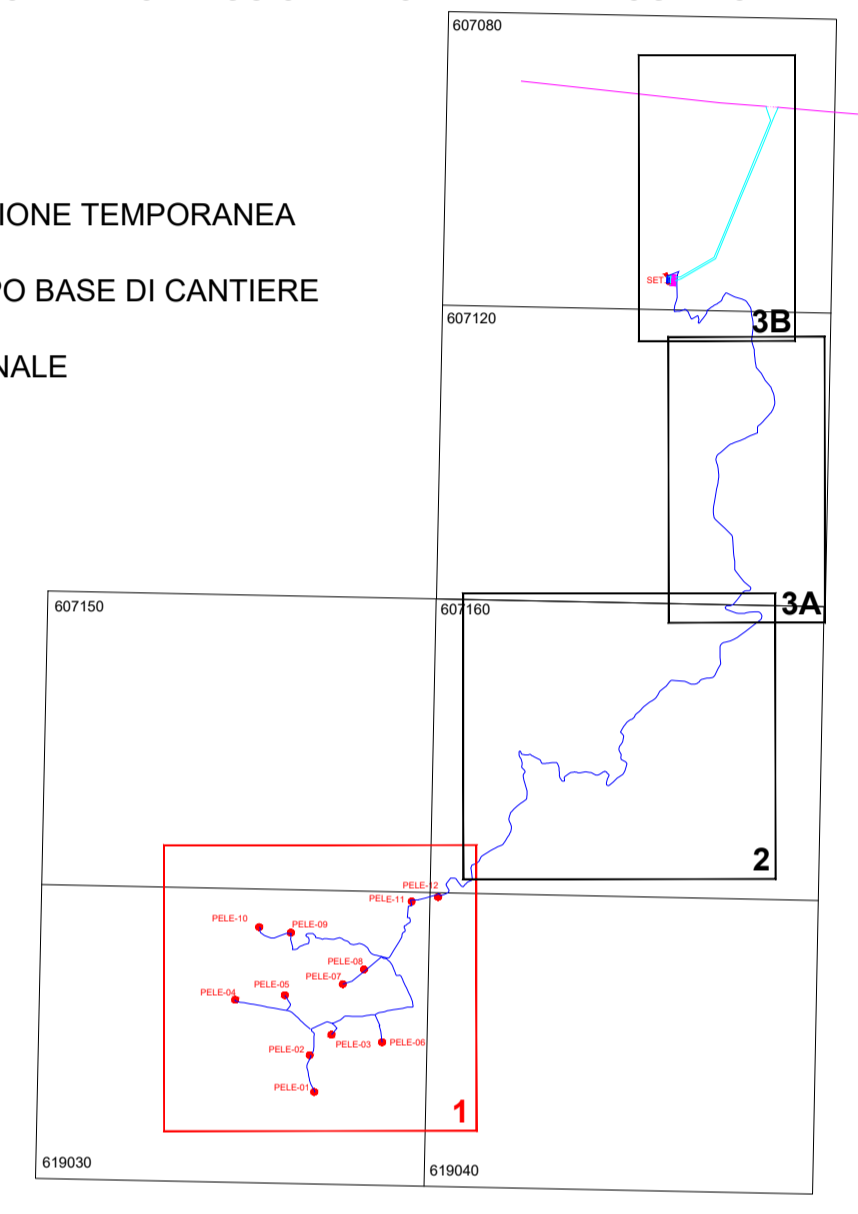 607080
IONE TEMPORANEA
SET
PO BASE DI CANTIERE
607120
3B
NALE
607150
607160
3A
2
PELE-12
PELE-11
PELE-10
PELE-09
PELE-08
PELE-07
PELE-05
PELE-04
PELE-03
PELE-06
PELE-02
PELE-01
1
619030
619040